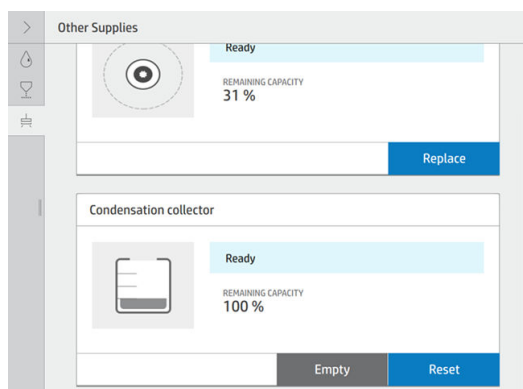 Other Supplies
Ready
REMAINING CAPACITY
31 %
Replace
Condensation collector
Ready
REMAINING CAPACITY
100 %
Empty Reset